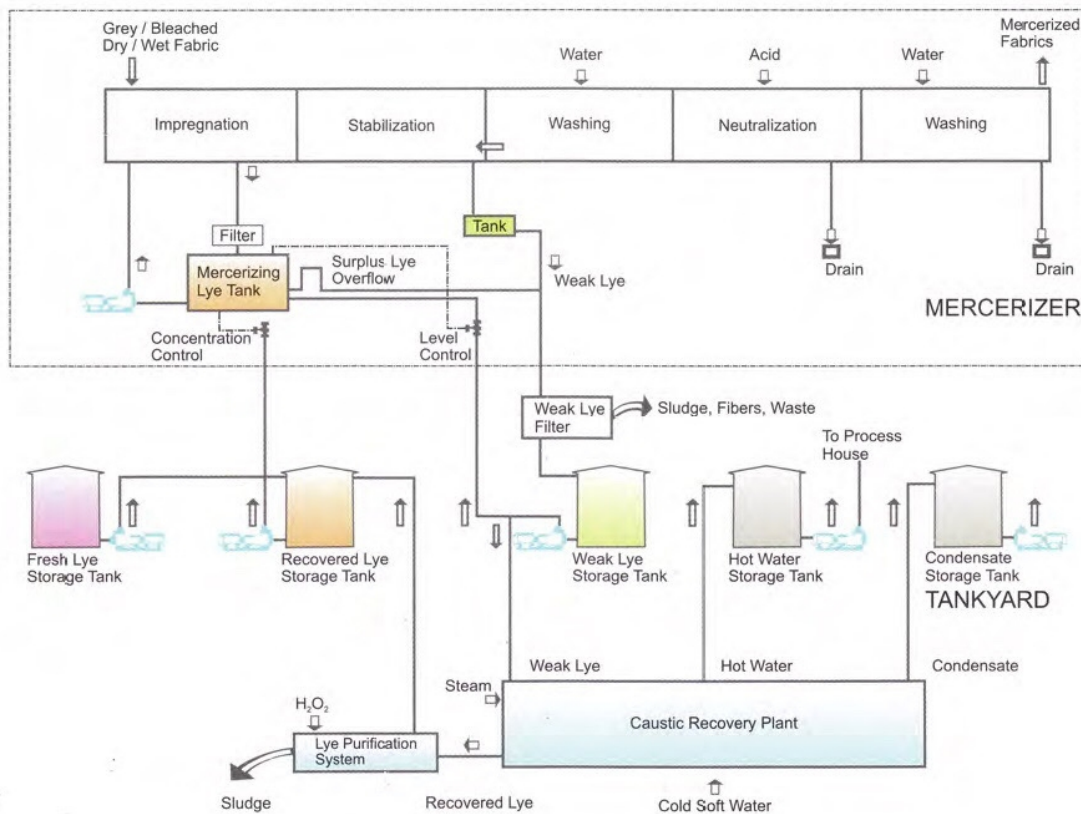 Grey / Bleached
Dry / Wet Fabric
Water
Acid
Water
Mercerized
Fabrics
Impregnation
Stabilization
Washing
Neutralization
Washing
Filter
Tank
Mercerizing
Lye Tank
Surplus Lye
Overflow
Weak Lye
Drain
Drain
MERCERIZER
Concentration
Control
Level
Control
Weak Lye
Filter
Sludge, Fibers, Waste
To Process
House
Fresh Lye
Storage Tank
Recovered Lye
Storage Tank
Weak Lye
Storage Tank
Hot Water
Storage Tank
Condensate
Storage Tank
TANKYARD
Weak Lye
Hot Water
Condensate
Steam
Caustic Recovery Plant
H₂O₂
Lye Purification
System
Sludge
Recovered Lye
Cold Soft Water